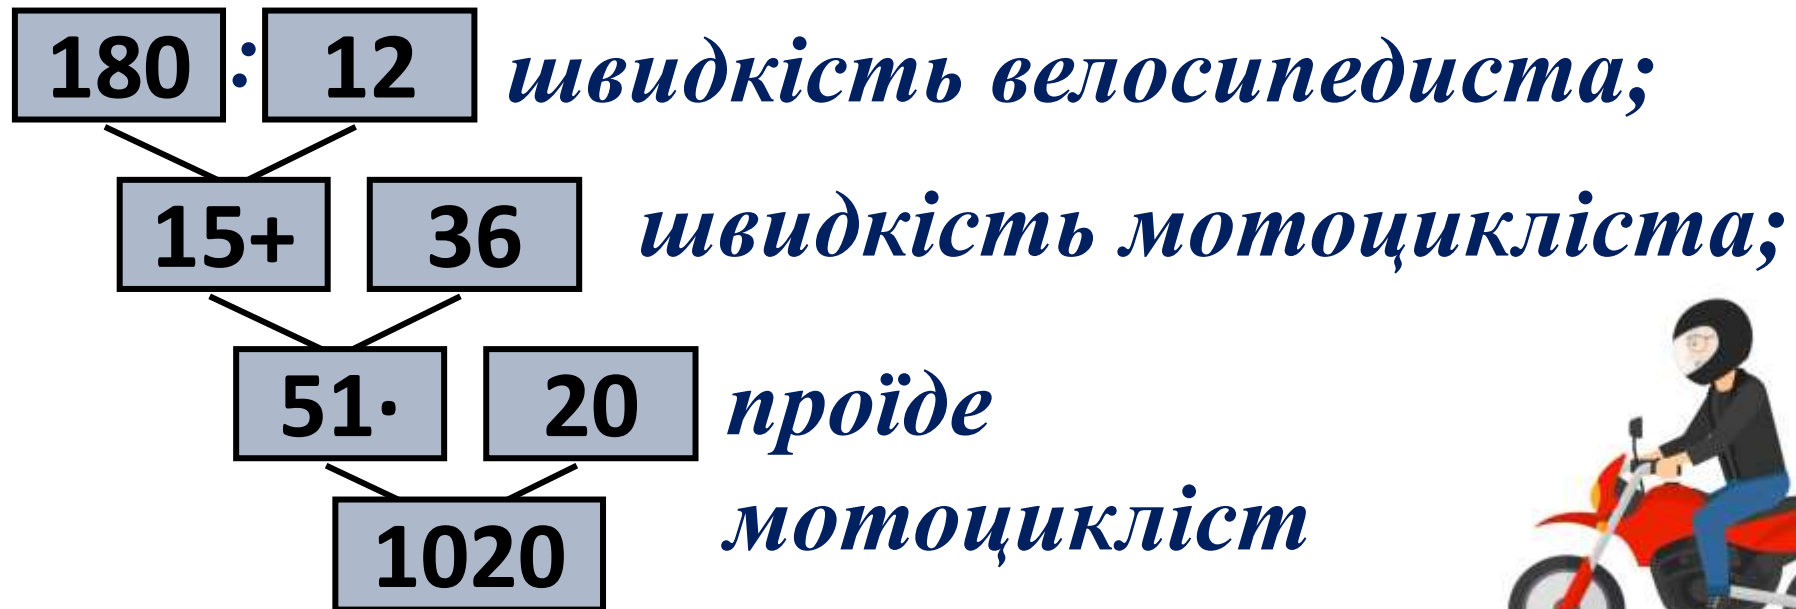 180 : 12 швидкість велосипедиста;
15+ 36 швидкість мотоцикліста;
51· 20 проїде
1020 мотоцикліст